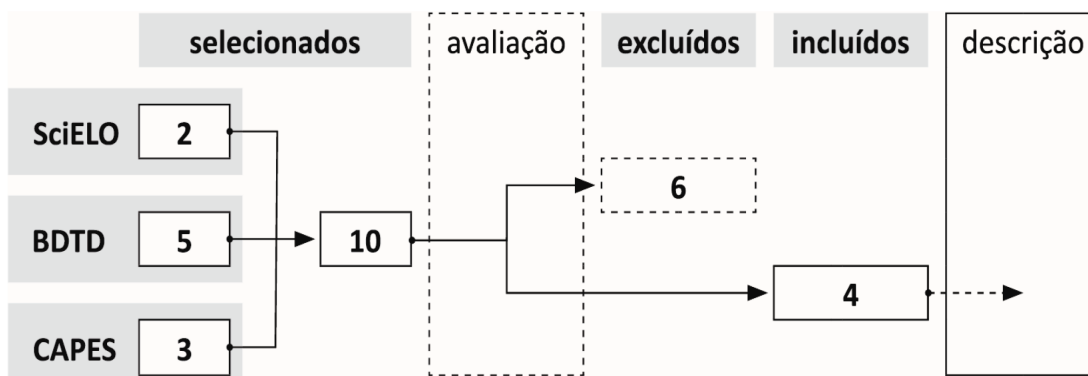 selecionados avaliação excluídos incluídos descrição
SciELO 2
6
BDTD 5 10
4
CAPES 3